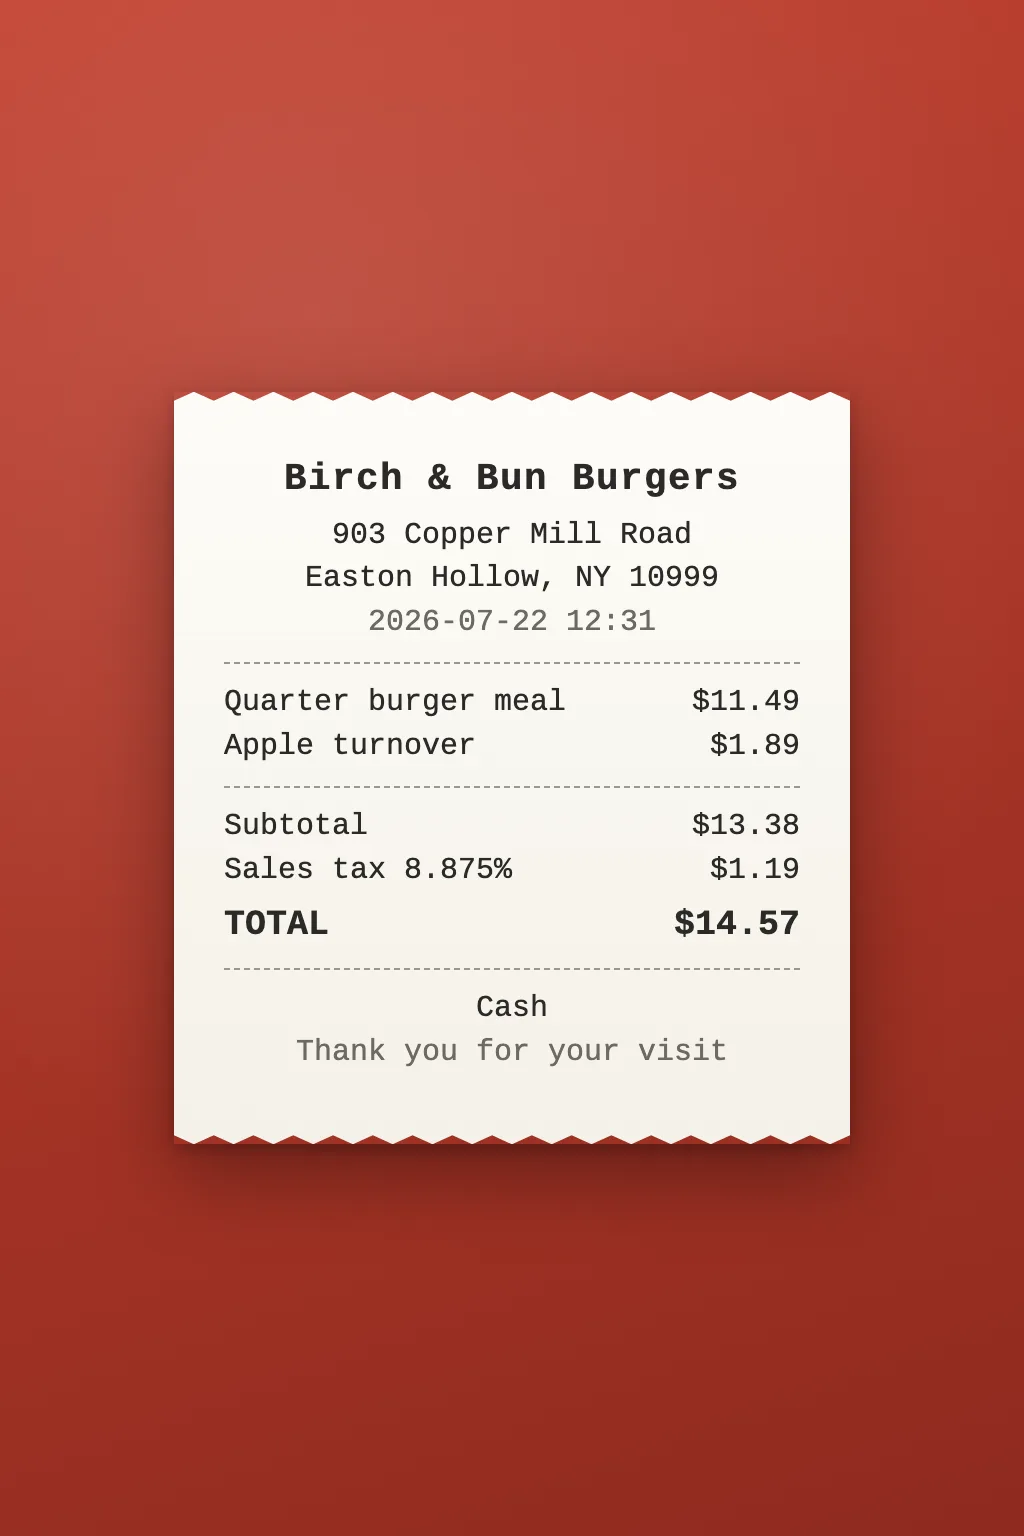 Birch & Bun Burgers
903 Copper Mill Road
Easton Hollow, NY 10999
2026-07-22 12:31
Quarter burger meal $11.49
Apple turnover $1.89
Subtotal $13.38
Sales tax 8.875% $1.19
TOTAL $14.57
Cash
Thank you for your visit